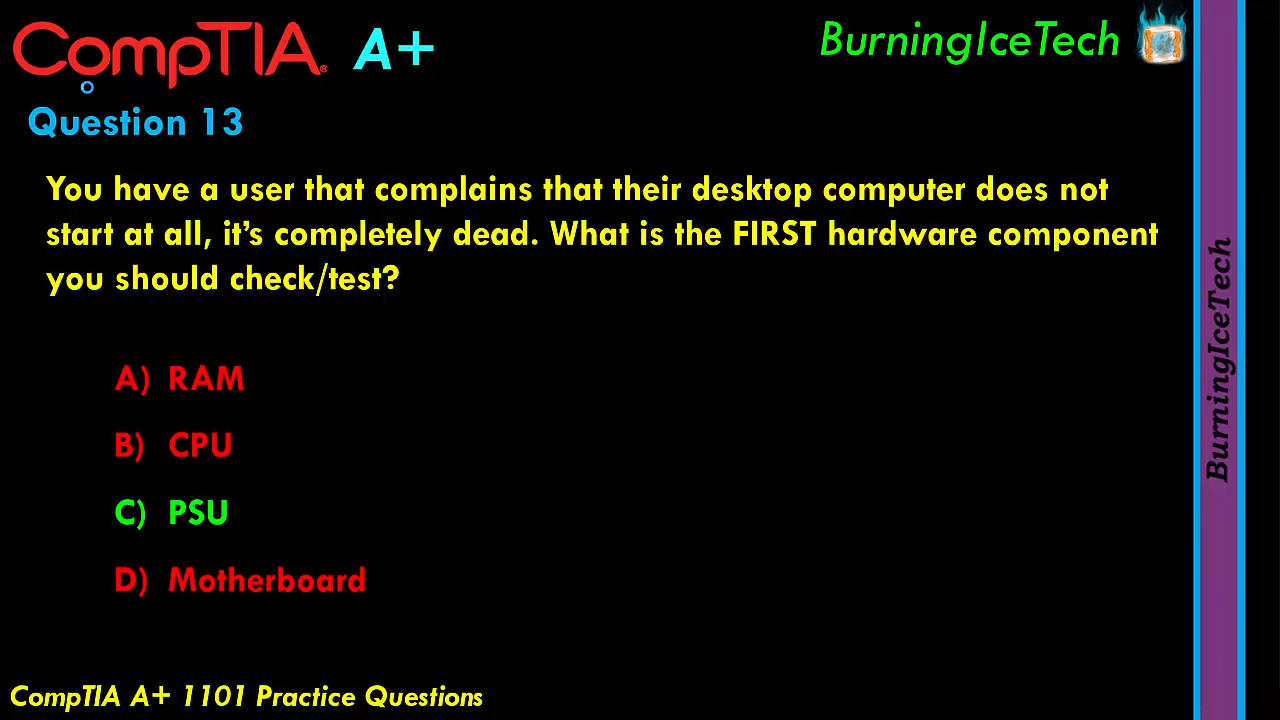 CompTIA® A+
BurningIceTech
Question 13
You have a user that complains that their desktop computer does not
start at all, it's completely dead. What is the FIRST hardware component
you should check/test?
A) RAM
B) CPU
C) PSU
D) Motherboard
CompTIA A+ 1101 Practice Questions
BurningIceTech